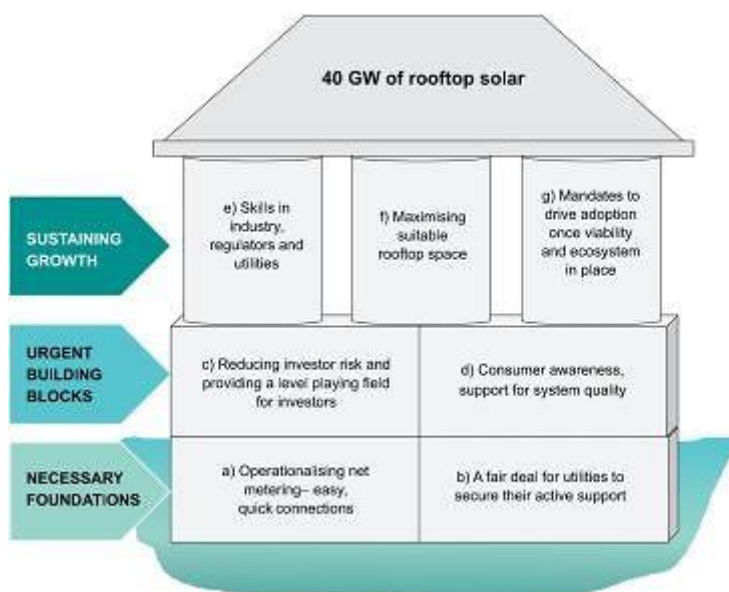 40 GW of rooftop solar
SUSTAINING
GROWTH
e) Skills in
industry,
regulators and
utilities
f) Maximising
suitable
rooftop space
g) Mandates to
drive adoption
once viability
and ecosystem
in place
URGENT
BUILDING
BLOCKS
c) Reducing investor risk and
providing a level playing field
for investors
d) Consumer awareness,
support for system quality
NECESSARY
FOUNDATIONS
a) Operationalising net
metering– easy,
quick connections
b) A fair deal for utilities to
secure their active support